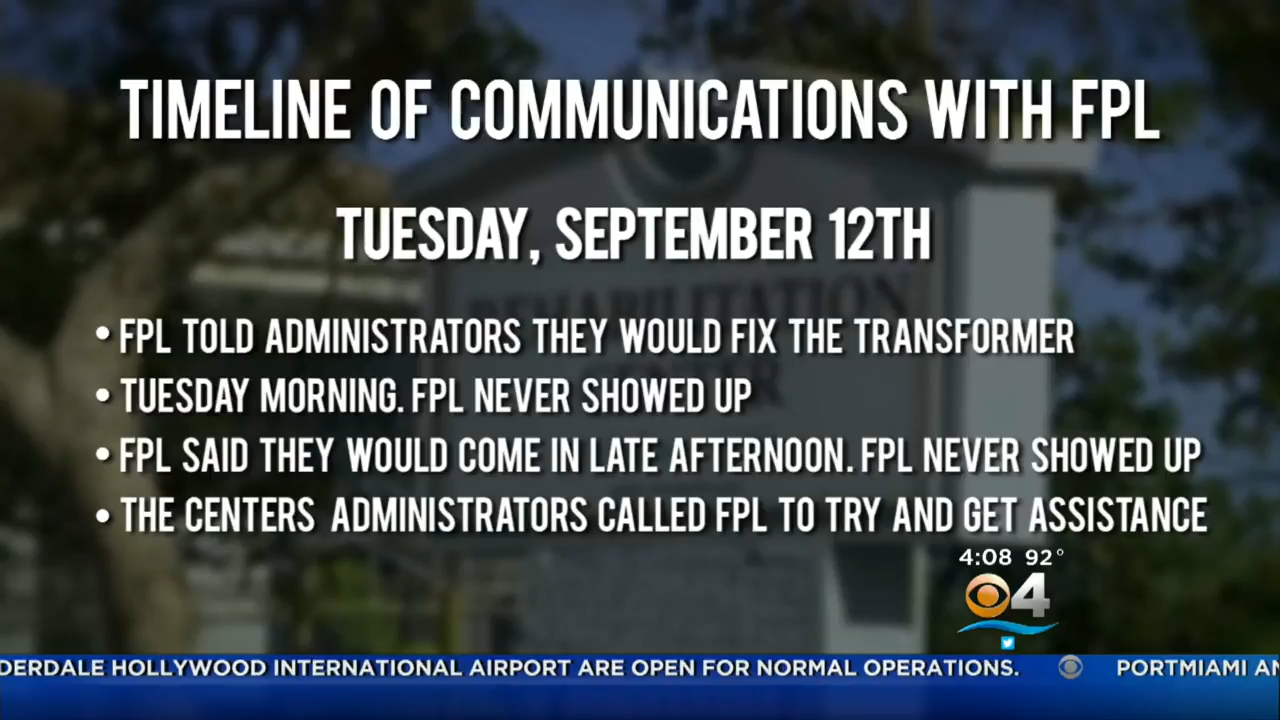 TIMELINE OF COMMUNICATIONS WITH FPL
TUESDAY, SEPTEMBER 12TH
REHABILITATION
• FPL TOLD ADMINISTRATORS THEY WOULD FIX THE TRANSFORMER
• TUESDAY MORNING. FPL NEVER SHOWED UP
• FPL SAID THEY WOULD COME IN LATE AFTERNOON. FPL NEVER SHOWED UP
• THE CENTERS ADMINISTRATORS CALLED FPL TO TRY AND GET ASSISTANCE
4:08 92°
4
DERDALE HOLLYWOOD INTERNATIONAL AIRPORT ARE OPEN FOR NORMAL OPERATIONS. PORTMIAMI AN